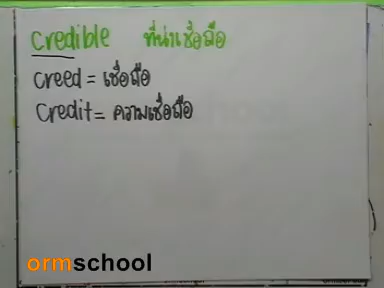 credible ที่น่าเชื่อถือ
creed = เชื่อถือ
credit = ความเชื่อถือ
ormschool